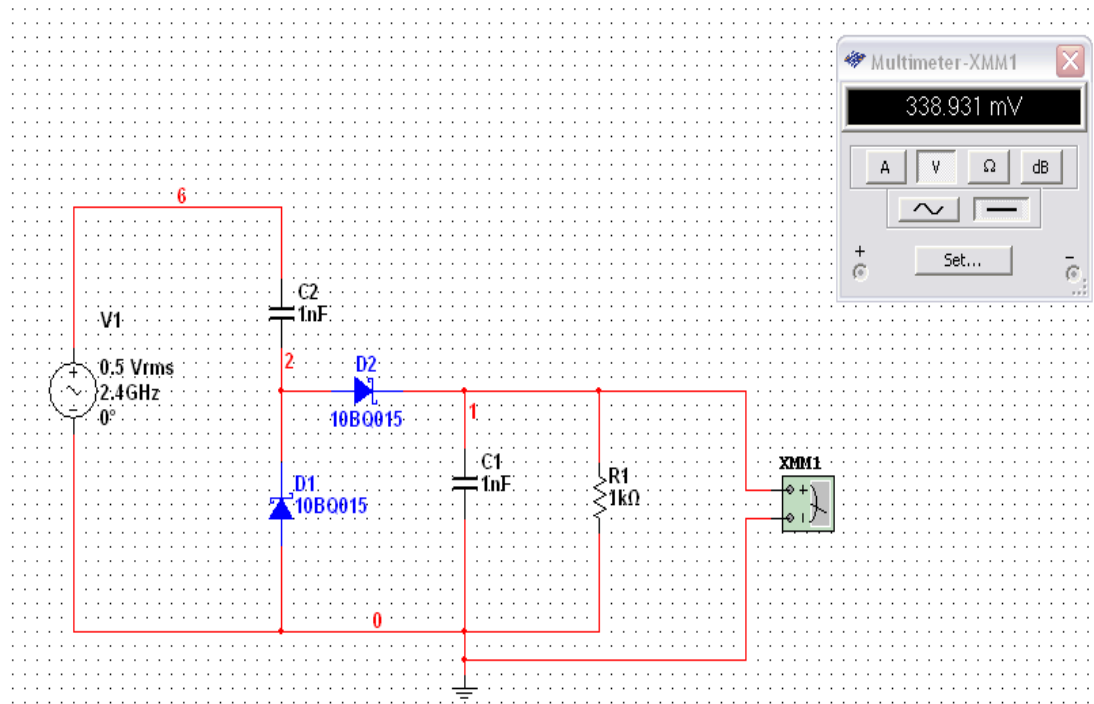 Multimeter-XMM1
338.931 mV
A V Ω dB
+ Set... -
6
C2
1nF
V1
0.5 Vrms
2.4GHz
0°
2
D2
10BQ015
1
C1
1nF
R1
1kΩ
XMM1
D1
10BQ015
0